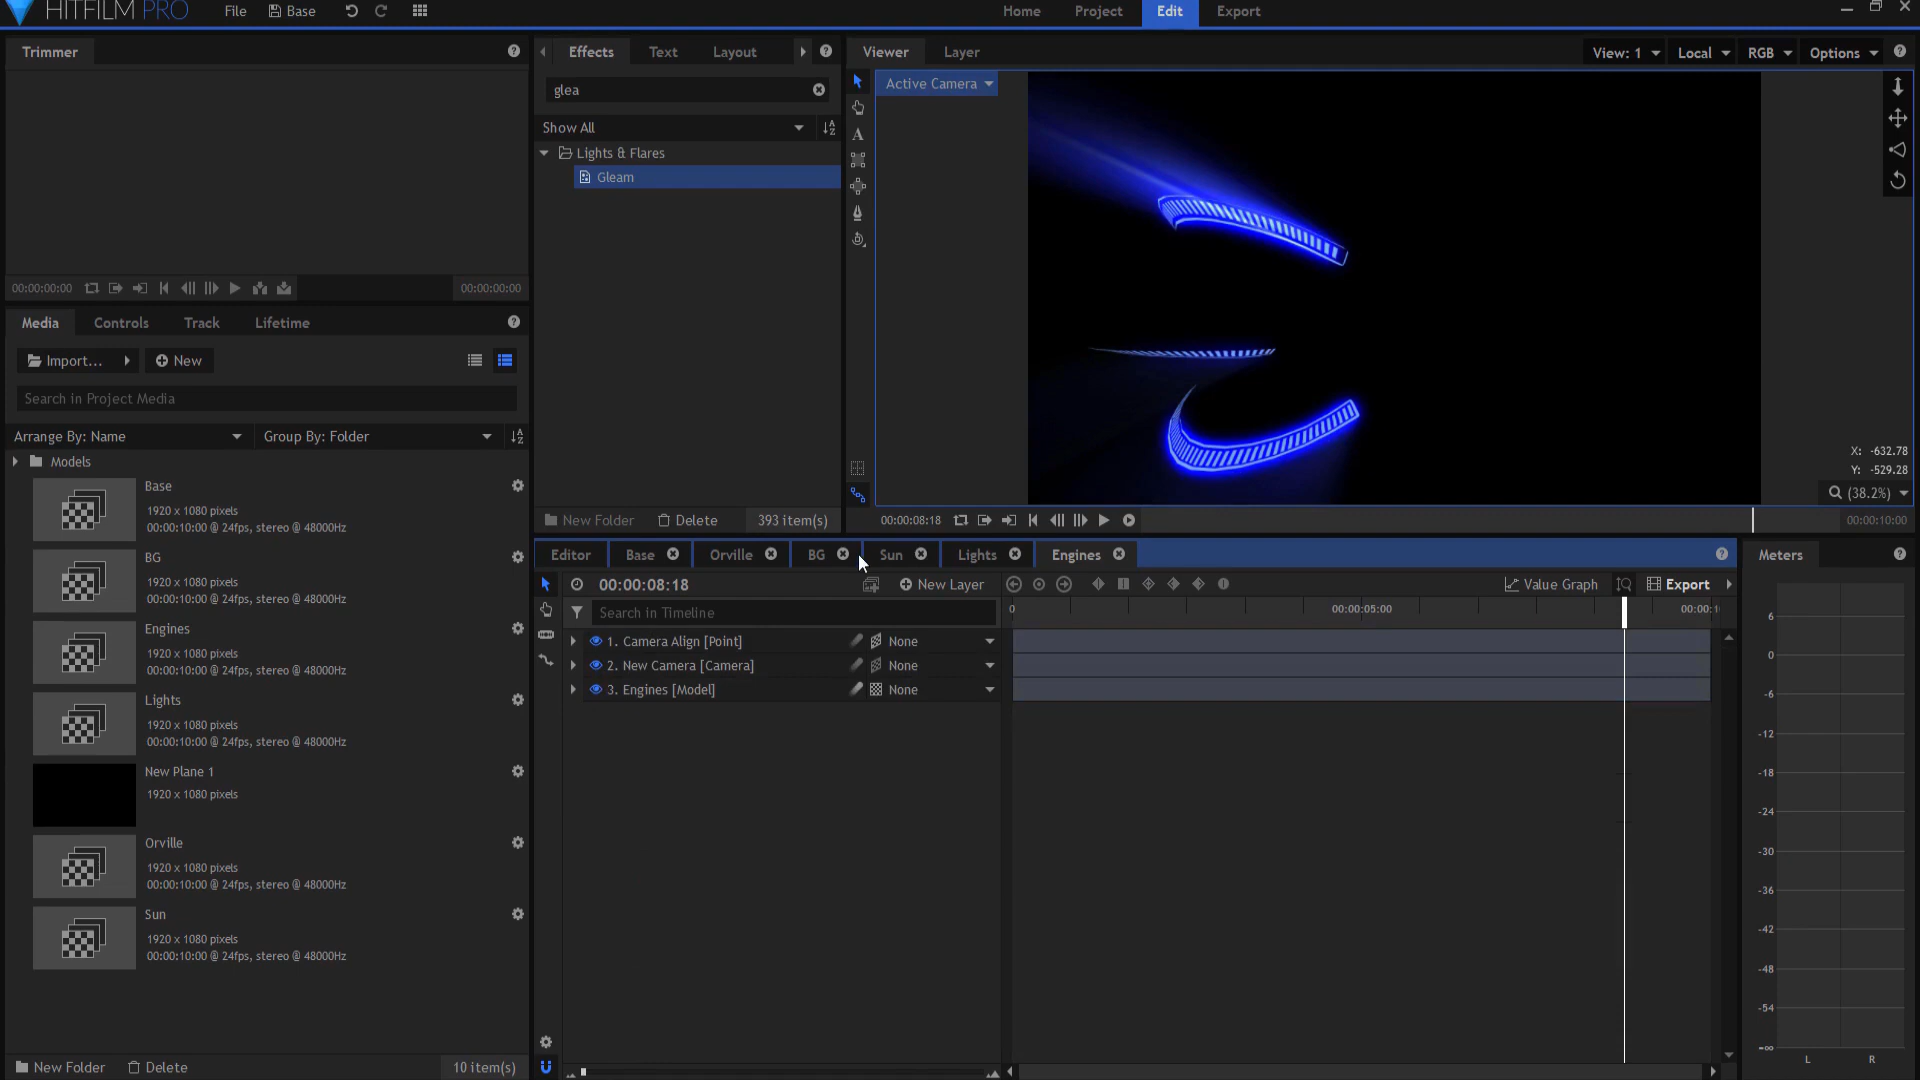 HITFILM PRO
File
Base
Home
Project
Edit
Export
Trimmer
00:00:00:00
00:00:00:00
Media
Controls
Track
Lifetime
Import...
New
Search in Project Media
Arrange By: Name
Group By: Folder
Models
Base
1920 x 1080 pixels
00:00:10:00 @ 24fps, stereo @ 48000Hz
BG
1920 x 1080 pixels
00:00:10:00 @ 24fps, stereo @ 48000Hz
Engines
1920 x 1080 pixels
00:00:10:00 @ 24fps, stereo @ 48000Hz
Lights
1920 x 1080 pixels
00:00:10:00 @ 24fps, stereo @ 48000Hz
New Plane 1
1920 x 1080 pixels
Orville
1920 x 1080 pixels
00:00:10:00 @ 24fps, stereo @ 48000Hz
Sun
1920 x 1080 pixels
00:00:10:00 @ 24fps, stereo @ 48000Hz
New Folder
Delete
10 item(s)
Effects
Text
Layout
glea
Show All
Lights & Flares
Gleam
New Folder
Delete
393 item(s)
Viewer
Layer
View: 1
Local
RGB
Options
Active Camera
X: -632.78
Y: -529.28
(38.2%)
00:00:08:18
00:00:10:00
Editor
Base
Orville
BG
Sun
Lights
Engines
00:00:08:18
New Layer
Value Graph
Export
Search in Timeline
0
00:00:05:00
00:00:1
1. Camera Align [Point]
None
2. New Camera [Camera]
None
3. Engines [Model]
None
Meters
6
0
-6
-12
-18
-24
-30
-36
-42
-48
-54
-∞
L
R